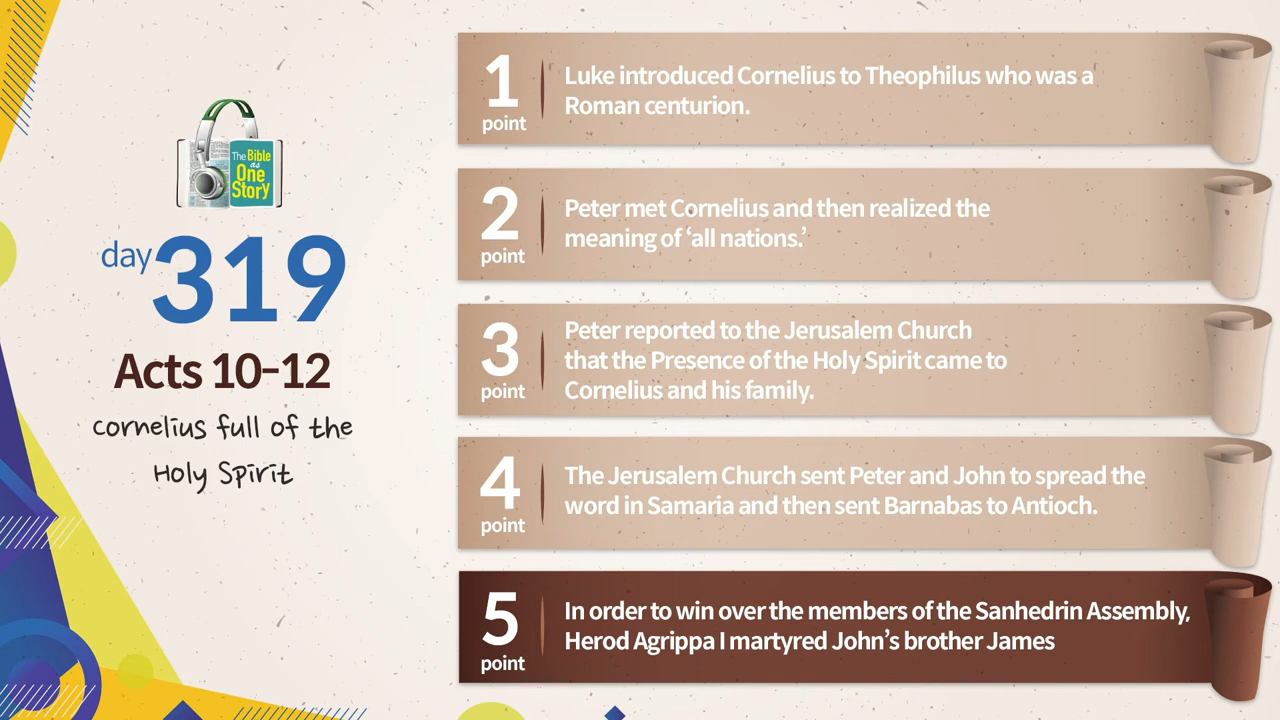 The Bible
as
One
Story
day 319
Acts 10-12
cornelius full of the
Holy Spirit
1
point
Luke introduced Cornelius to Theophilus who was a
Roman centurion.
2
point
Peter met Cornelius and then realized the
meaning of ‘all nations.’
3
point
Peter reported to the Jerusalem Church
that the Presence of the Holy Spirit came to
Cornelius and his family.
4
point
The Jerusalem Church sent Peter and John to spread the
word in Samaria and then sent Barnabas to Antioch.
5
point
In order to win over the members of the Sanhedrin Assembly,
Herod Agrippa I martyred John’s brother James